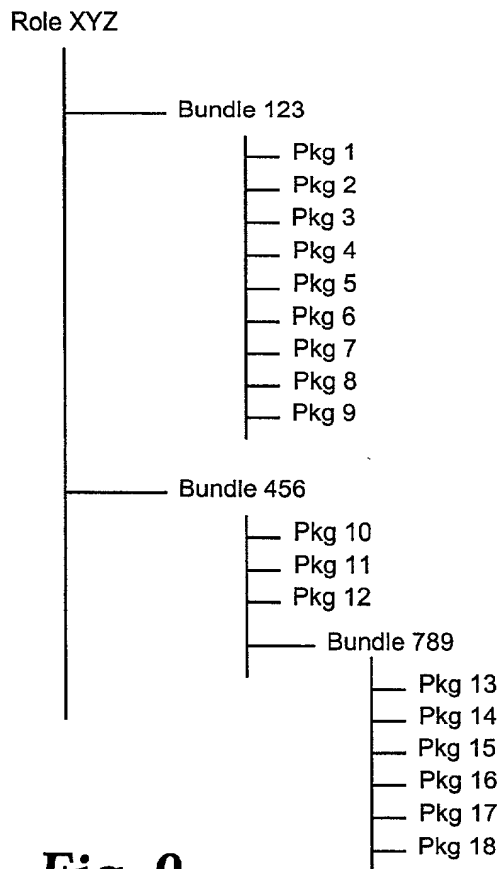 Role XYZ
Bundle 123
Pkg 1
Pkg 2
Pkg 3
Pkg 4
Pkg 5
Pkg 6
Pkg 7
Pkg 8
Pkg 9
Bundle 456
Pkg 10
Pkg 11
Pkg 12
Bundle 789
Pkg 13
Pkg 14
Pkg 15
Pkg 16
Pkg 17
Pkg 18